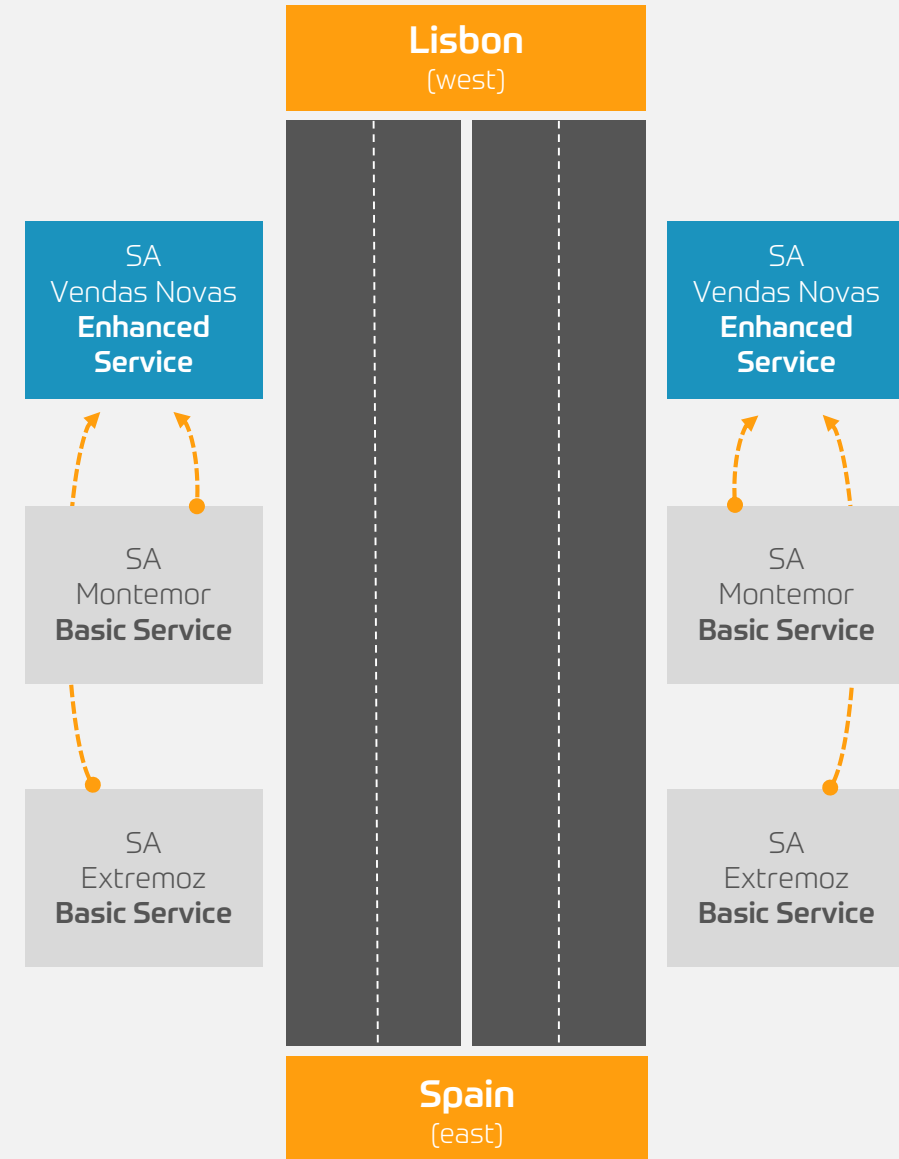 Lisbon
(west)
SA
Vendas Novas
Enhanced
Service
SA
Vendas Novas
Enhanced
Service
SA
Montemor
Basic Service
SA
Montemor
Basic Service
SA
Extremoz
Basic Service
SA
Extremoz
Basic Service
Spain
(east)